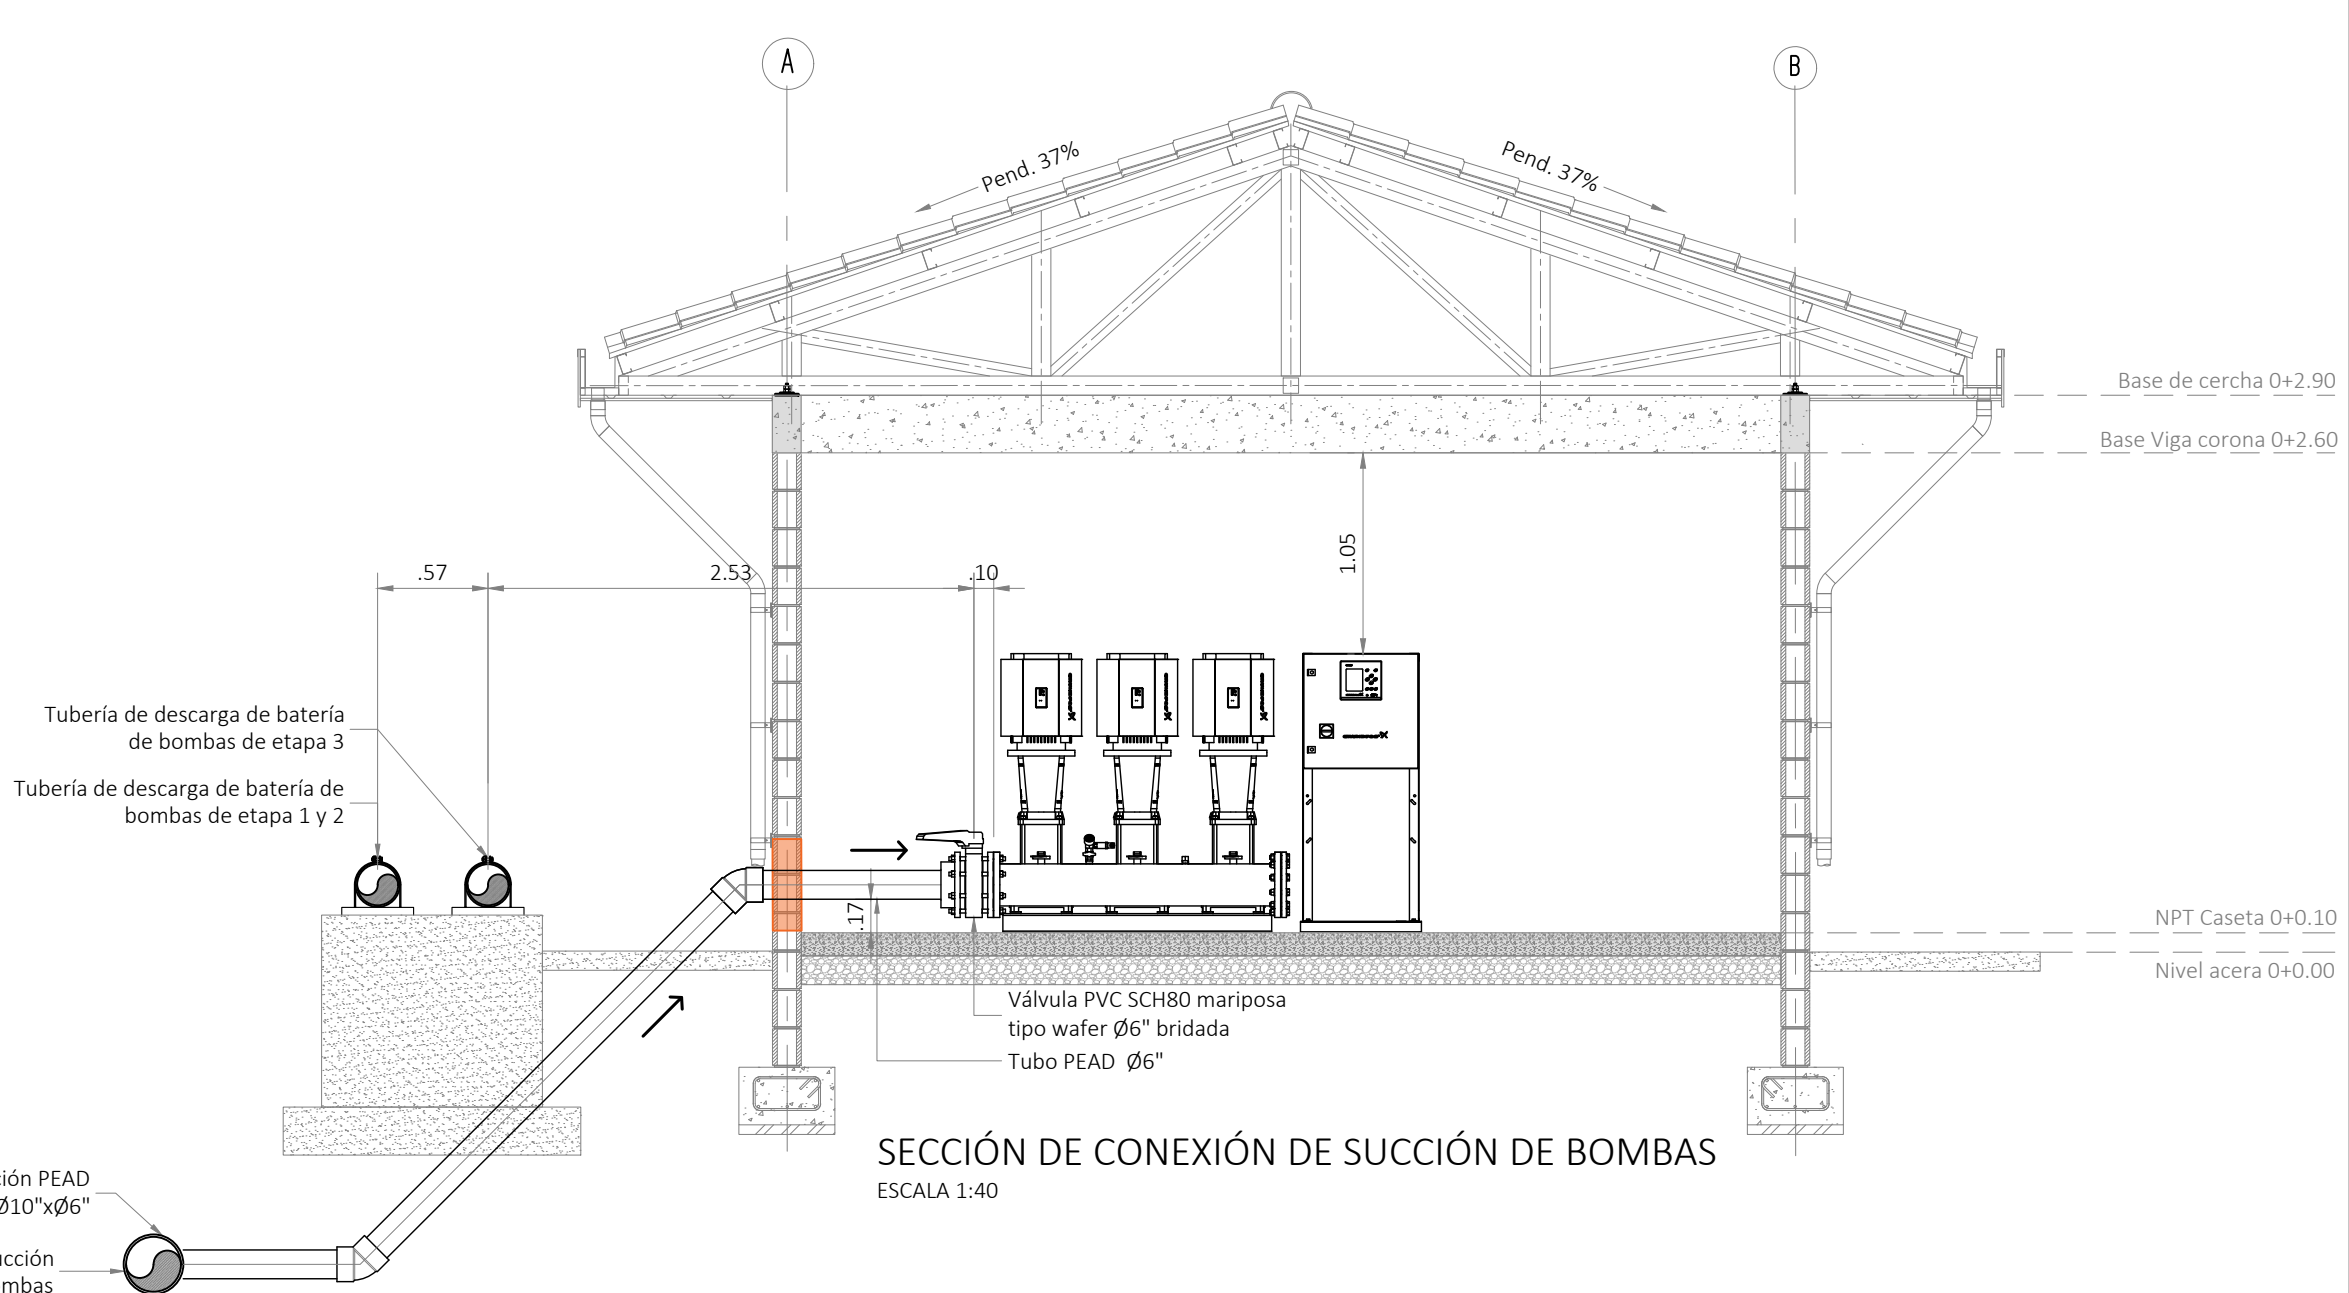 A
B
Pend. 37%
Pend. 37%
Base de cercha 0+2.90
Base Viga corona 0+2.60
1.05
.57
2.53
.10
Tubería de descarga de batería
de bombas de etapa 3
Tubería de descarga de batería de
bombas de etapa 1 y 2
.17
NPT Caseta 0+0.10
Nivel acera 0+0.00
Válvula PVC SCH80 mariposa
tipo wafer Ø6" bridada
Tubo PEAD Ø6"
SECCIÓN DE CONEXIÓN DE SUCCIÓN DE BOMBAS
ESCALA 1:40
PEAD
Ø10"xØ6"